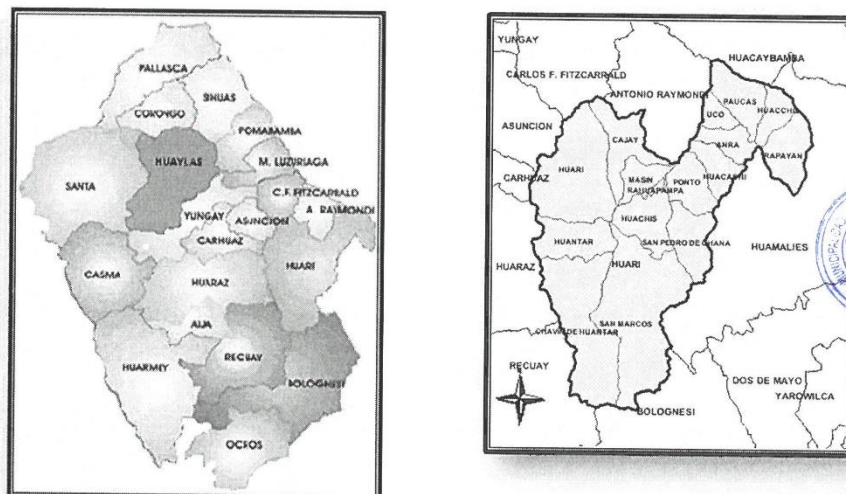 PALLASCA
SIHUAS
CORONGO
POMABAMBA
HUAYLAS
M. LUZURIAGA
SANTA
C.F. FITZCARRALD
A. RAYMONDI
YUNGAY
ASUNCION
CARHUAZ
CASMA
HUARAZ
HUARI
AIJA
HUARMEY
RECUAY
BOLOGNESI
OCROS
YUNGAY
HUACAYBAMBA
CARLOS F. FITZCARRALD
ANTONIO RAYMONDI
PAUCAS
UCO
HUACCHIS
ASUNCION
CAJAY
ANRA
RAPAYAN
HUARI
CARHUAZ
MASIN
PONTO
HUACACHI
RAHUAPAMPA
HUACHIS
HUANTAR
SAN PEDRO DE CHANA
HUAMALIES
HUARAZ
HUARI
MUNICIPALIDAD
CHAVIN DE HUANTAR
SAN MARCOS
RECUAY
DOS DE MAYO
YAROWILCA
BOLOGNESI